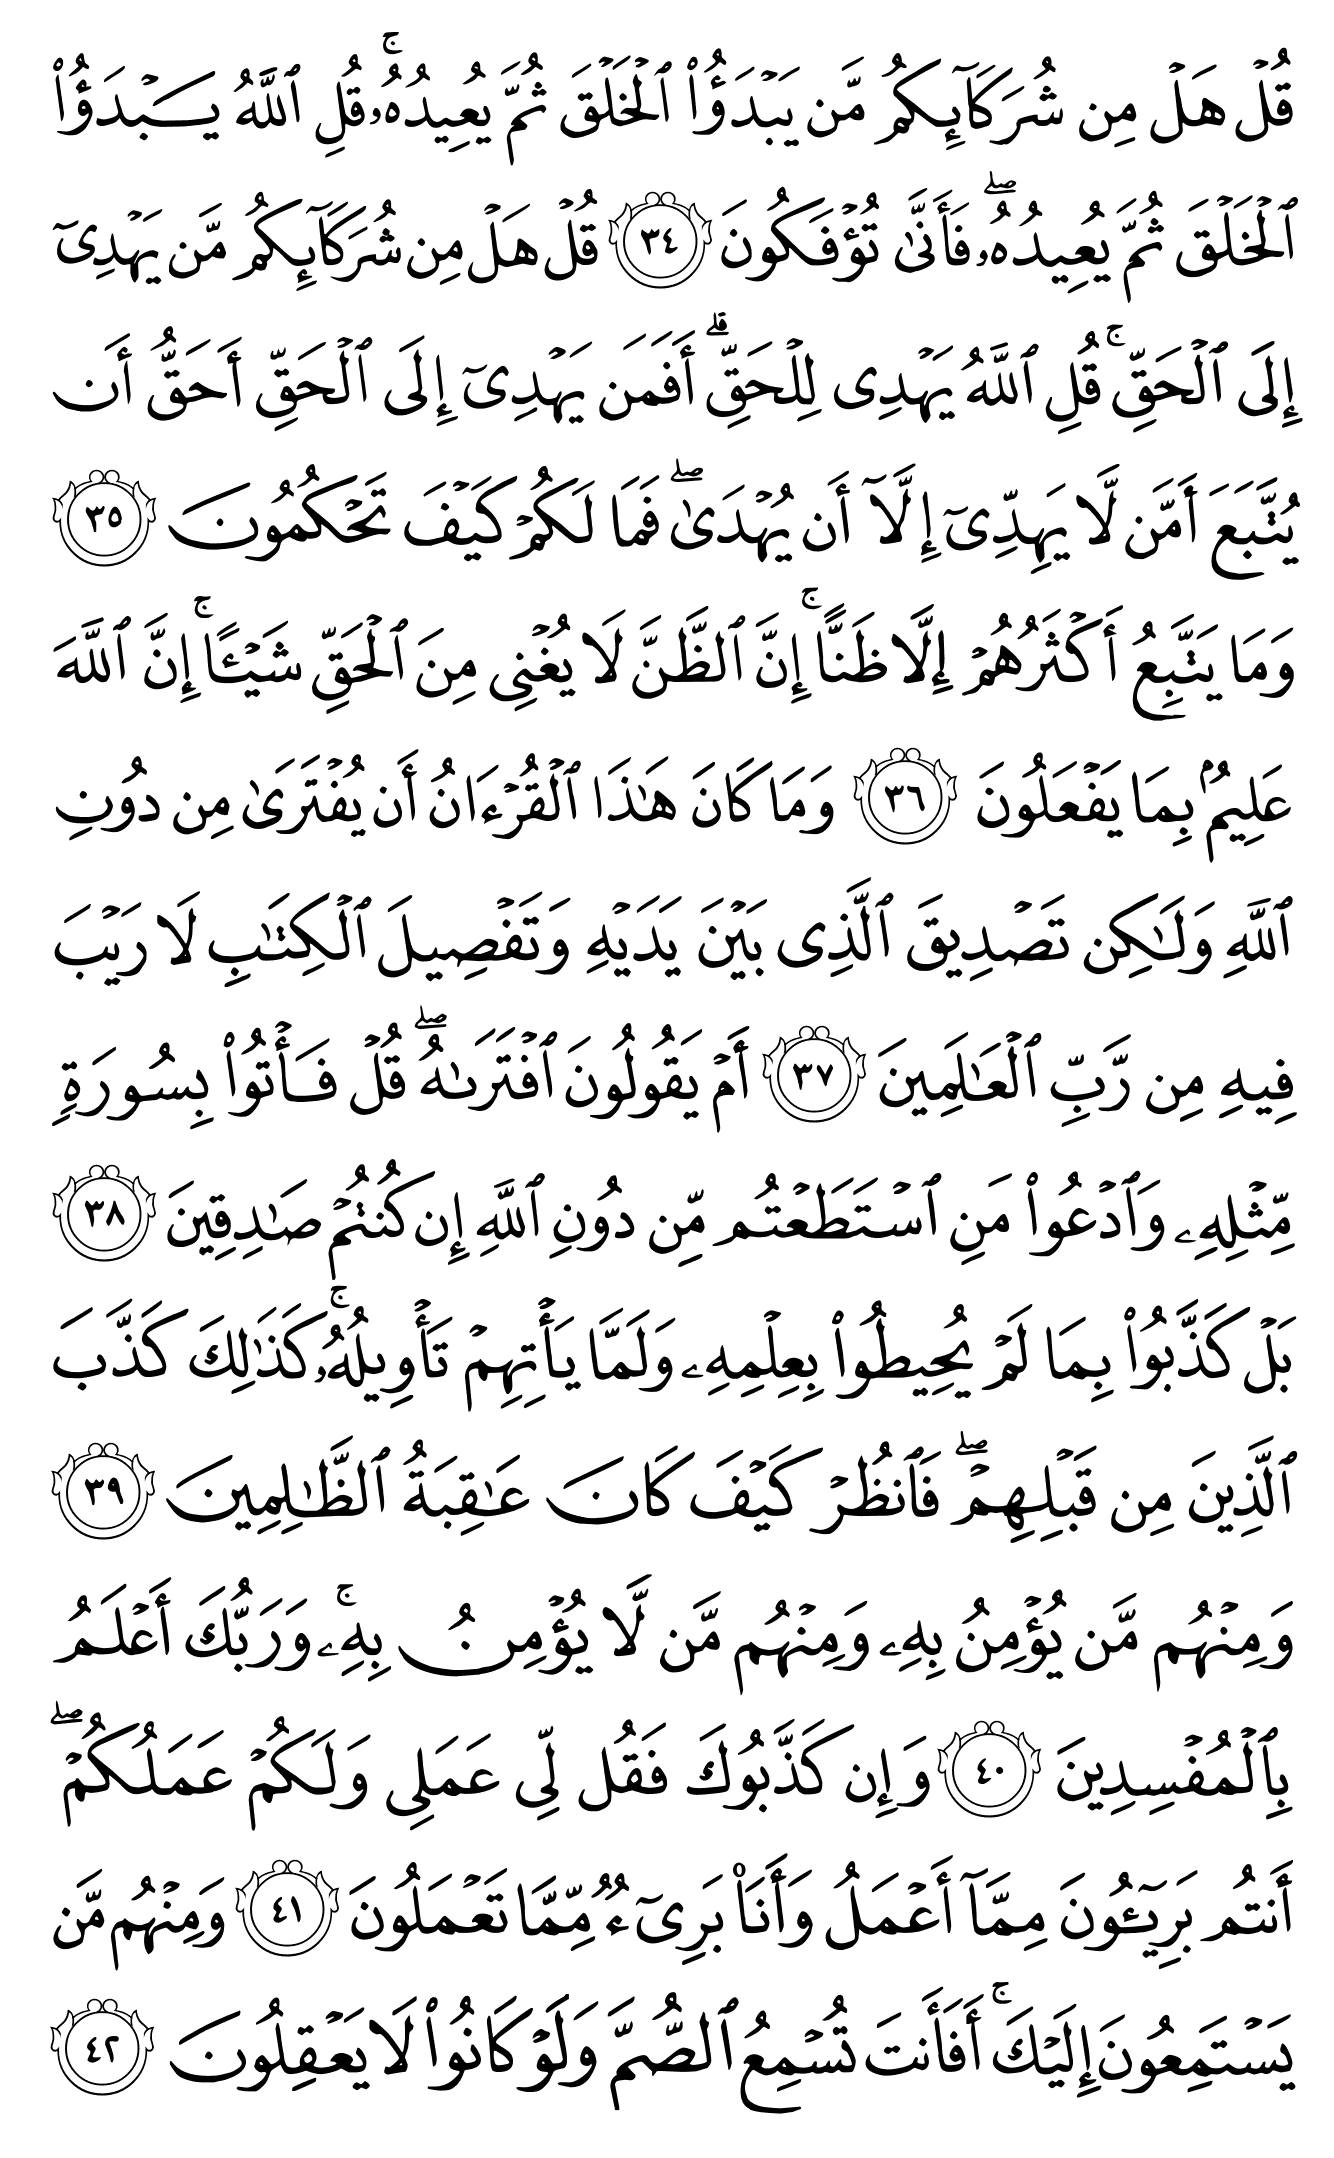 قُلۡ هَلۡ مِن شُرَكَآئِكُم مَّن يَبۡدَؤُاْ ٱلۡخَلۡقَ ثُمَّ يُعِيدُهُۥۚ قُلِ ٱللَّهُ يَبۡدَؤُاْ
ٱلۡخَلۡقَ ثُمَّ يُعِيدُهُۥۖ فَأَنَّىٰ تُؤۡفَكُونَ ٣٤ قُلۡ هَلۡ مِن شُرَكَآئِكُم مَّن يَهۡدِيٓ
إِلَى ٱلۡحَقِّۚ قُلِ ٱللَّهُ يَهۡدِي لِلۡحَقِّۗ أَفَمَن يَهۡدِيٓ إِلَى ٱلۡحَقِّ أَحَقُّ أَن
يُتَّبَعَ أَمَّن لَّا يَهِدِّيٓ إِلَّآ أَن يُهۡدَىٰۖ فَمَا لَكُمۡ كَيۡفَ تَحۡكُمُونَ ٣٥
وَمَا يَتَّبِعُ أَكۡثَرُهُمۡ إِلَّا ظَنًّاۚ إِنَّ ٱلظَّنَّ لَا يُغۡنِي مِنَ ٱلۡحَقِّ شَيۡـًٔاۚ إِنَّ ٱللَّهَ
عَلِيمُۢ بِمَا يَفۡعَلُونَ ٣٦ وَمَا كَانَ هَٰذَا ٱلۡقُرۡءَانُ أَن يُفۡتَرَىٰ مِن دُونِ
ٱللَّهِ وَلَٰكِن تَصۡدِيقَ ٱلَّذِي بَيۡنَ يَدَيۡهِ وَتَفۡصِيلَ ٱلۡكِتَٰبِ لَا رَيۡبَ
فِيهِ مِن رَّبِّ ٱلۡعَٰلَمِينَ ٣٧ أَمۡ يَقُولُونَ ٱفۡتَرَىٰهُۖ قُلۡ فَأۡتُواْ بِسُورَةٖ
مِّثۡلِهِۦ وَٱدۡعُواْ مَنِ ٱسۡتَطَعۡتُم مِّن دُونِ ٱللَّهِ إِن كُنتُمۡ صَٰدِقِينَ ٣٨
بَلۡ كَذَّبُواْ بِمَا لَمۡ يُحِيطُواْ بِعِلۡمِهِۦ وَلَمَّا يَأۡتِهِمۡ تَأۡوِيلُهُۥۚ كَذَٰلِكَ كَذَّبَ
ٱلَّذِينَ مِن قَبۡلِهِمۡۖ فَٱنظُرۡ كَيۡفَ كَانَ عَٰقِبَةُ ٱلظَّٰلِمِينَ ٣٩
وَمِنۡهُم مَّن يُؤۡمِنُ بِهِۦ وَمِنۡهُم مَّن لَّا يُؤۡمِنُ بِهِۦۚ وَرَبُّكَ أَعۡلَمُ
بِٱلۡمُفۡسِدِينَ ٤٠ وَإِن كَذَّبُوكَ فَقُل لِّي عَمَلِي وَلَكُمۡ عَمَلُكُمۡۖ
أَنتُم بَرِيٓـُٔونَ مِمَّآ أَعۡمَلُ وَأَنَا۠ بَرِيٓءٞ مِّمَّا تَعۡمَلُونَ ٤١ وَمِنۡهُم مَّن
يَسۡتَمِعُونَ إِلَيۡكَۚ أَفَأَنتَ تُسۡمِعُ ٱلصُّمَّ وَلَوۡ كَانُواْ لَا يَعۡقِلُونَ ٤٢